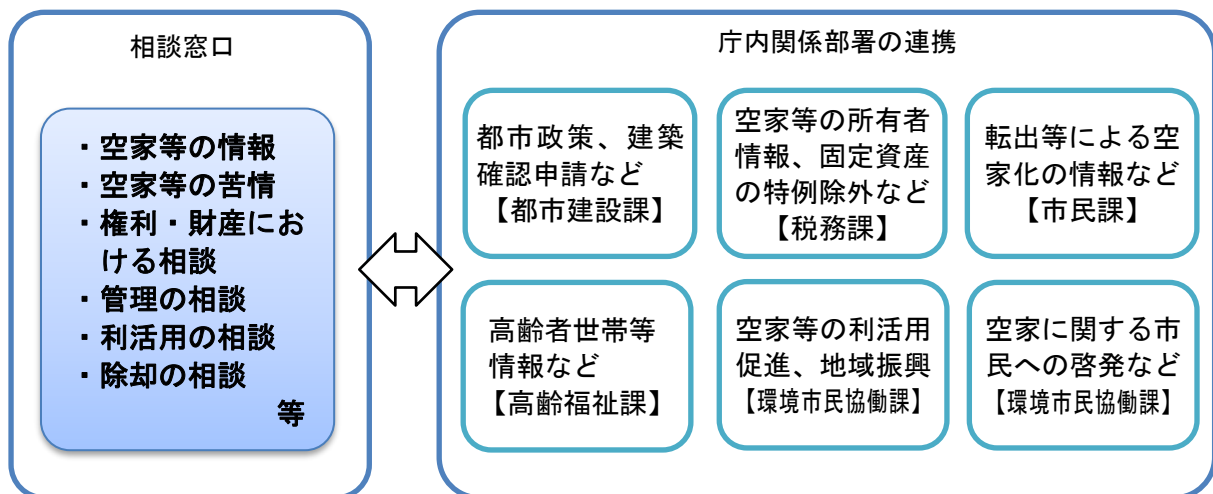 相談窓口
・空家等の情報
・空家等の苦情
・権利・財産にお
ける相談
・管理の相談
・利活用の相談
・除却の相談
等
庁内関係部署の連携
都市政策、建築
確認申請など
【都市建設課】
空家等の所有者
情報、固定資産
の特例除外など
【税務課】
転出等による空
家化の情報など
【市民課】
高齢者世帯等
情報など
【高齢福祉課】
空家等の利活用
促進、地域振興
【環境市民協働課】
空家に関する市
民への啓発など
【環境市民協働課】